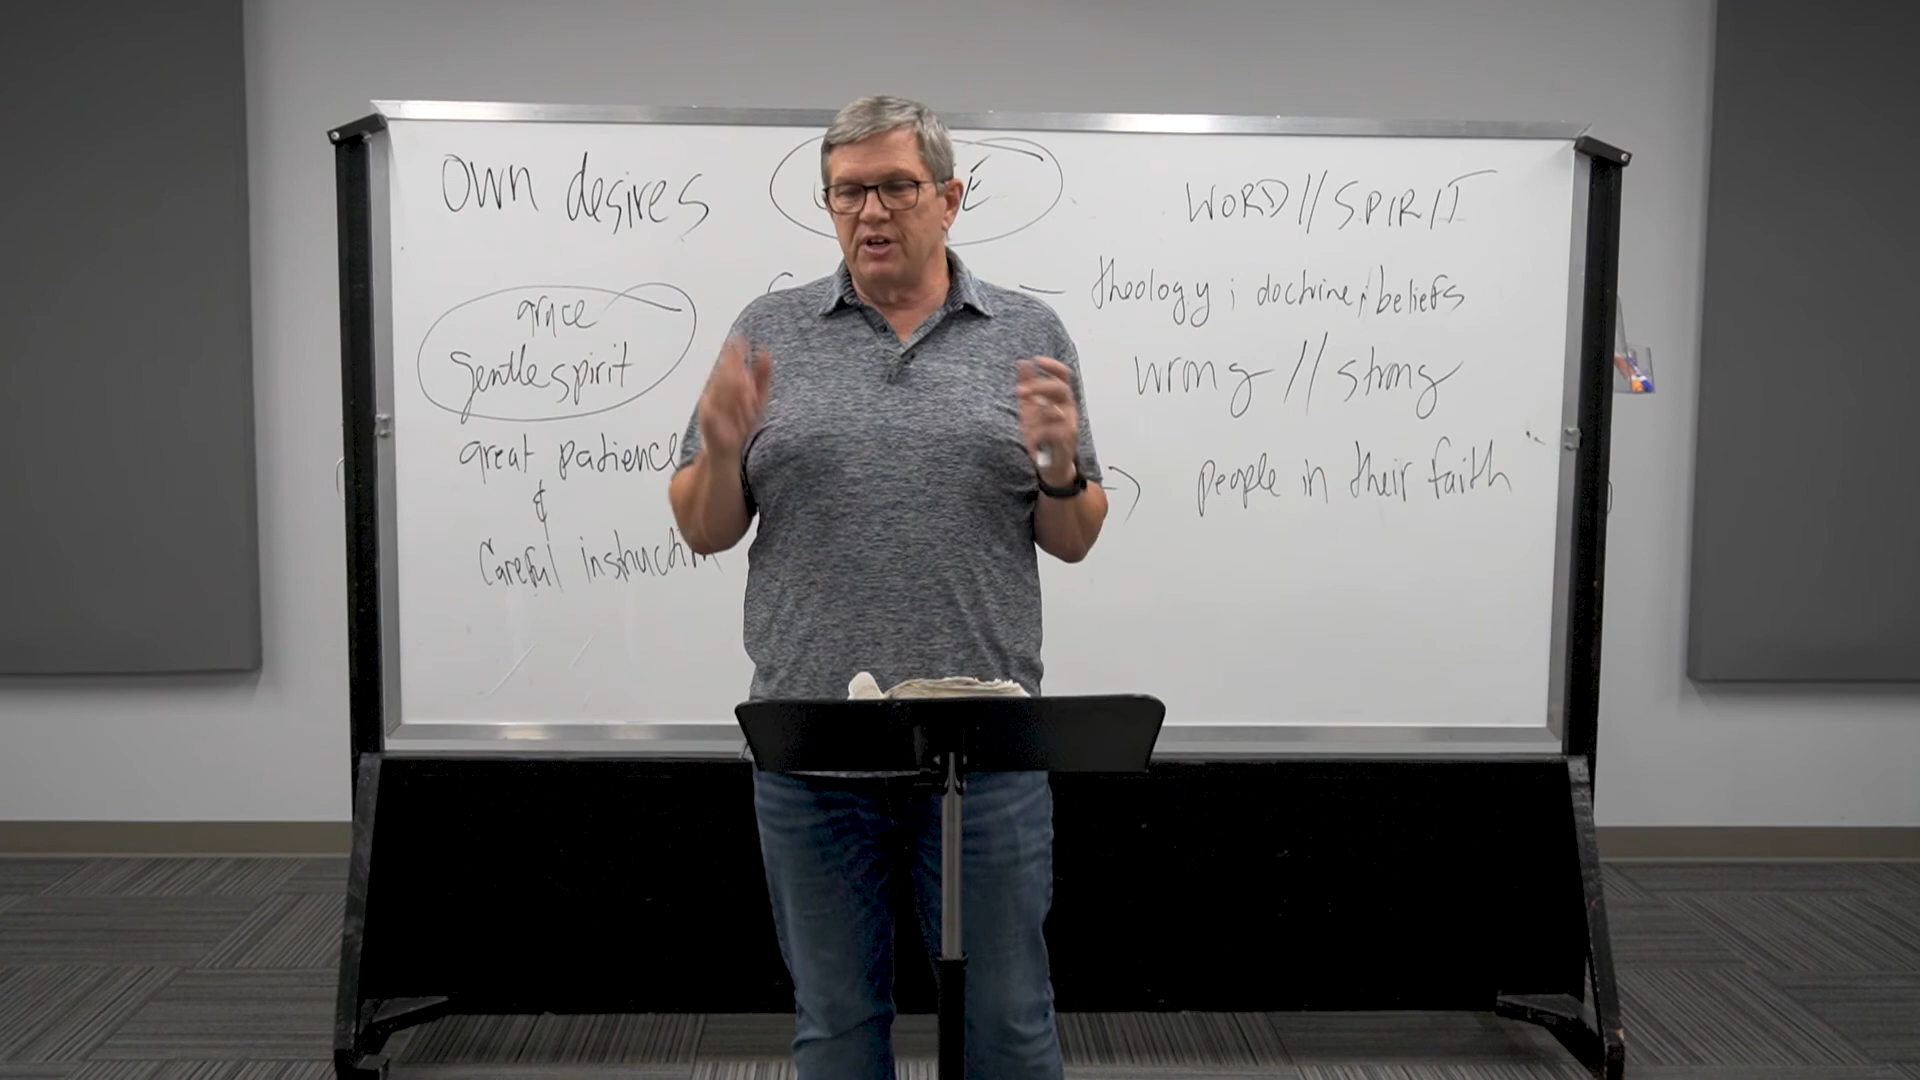 own desires
WORD//SPIRIT
theology; doctrine; beliefs
grace
gentle spirit
wrong // strong
great patience
&
careful instruction
people in their faith